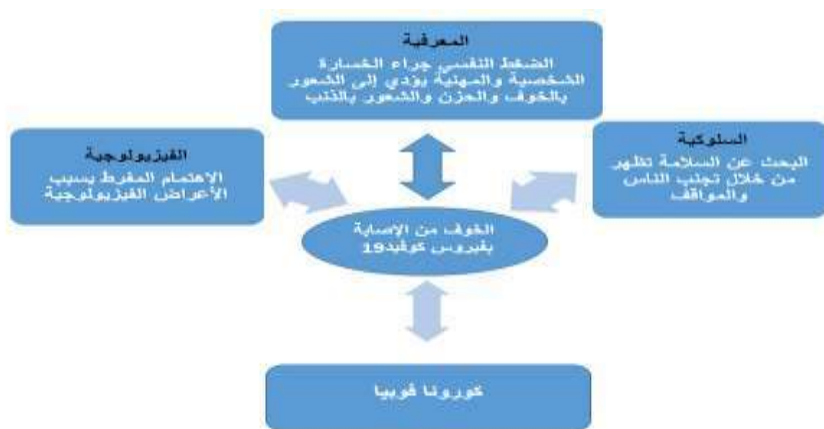 المعرفية
الضغط النفسي جراء الخسارة
الشخصية والمهنية يؤدي إلى الشعور
بالخوف والحزن والشعور بالذنب
السلوكية
البحث عن السلامة تظهر
من خلال تجنب الناس
والمواقف
الفيزيولوجية
الاهتمام المفرط بسبب
الأعراض الفيزيولوجية
الخوف من الإصابة
بفيروس كوفيد19
كورونا فوبيا